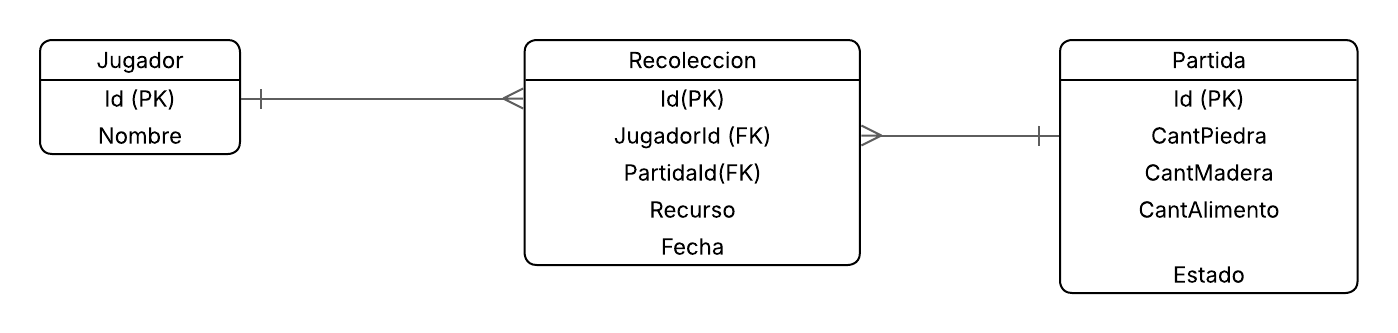 Jugador
Id (PK)
Nombre
Recoleccion
Id(PK)
JugadorId (FK)
PartidaId(FK)
Recurso
Fecha
Partida
Id (PK)
CantPiedra
CantMadera
CantAlimento
Estado